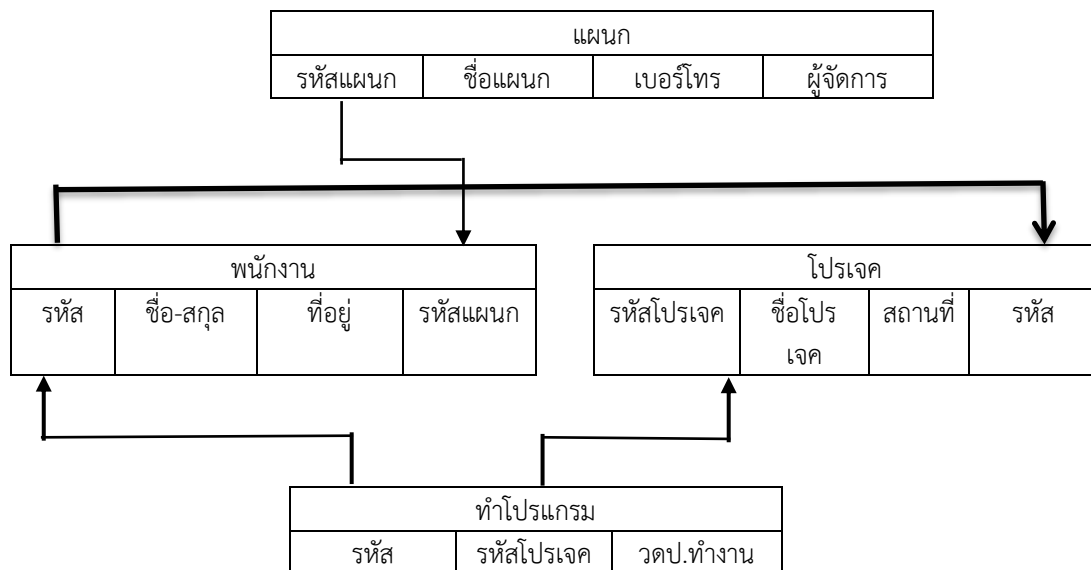 แผนก
รหัสแผนก ชื่อแผนก เบอร์โทร ผู้จัดการ
พนักงาน
รหัส ชื่อ-สกุล ที่อยู่ รหัสแผนก
โปรเจค
รหัสโปรเจค ชื่อโปร สถานที่ รหัส
เจค
ทำโปรแกรม
รหัส รหัสโปรเจค วดป.ทำงาน